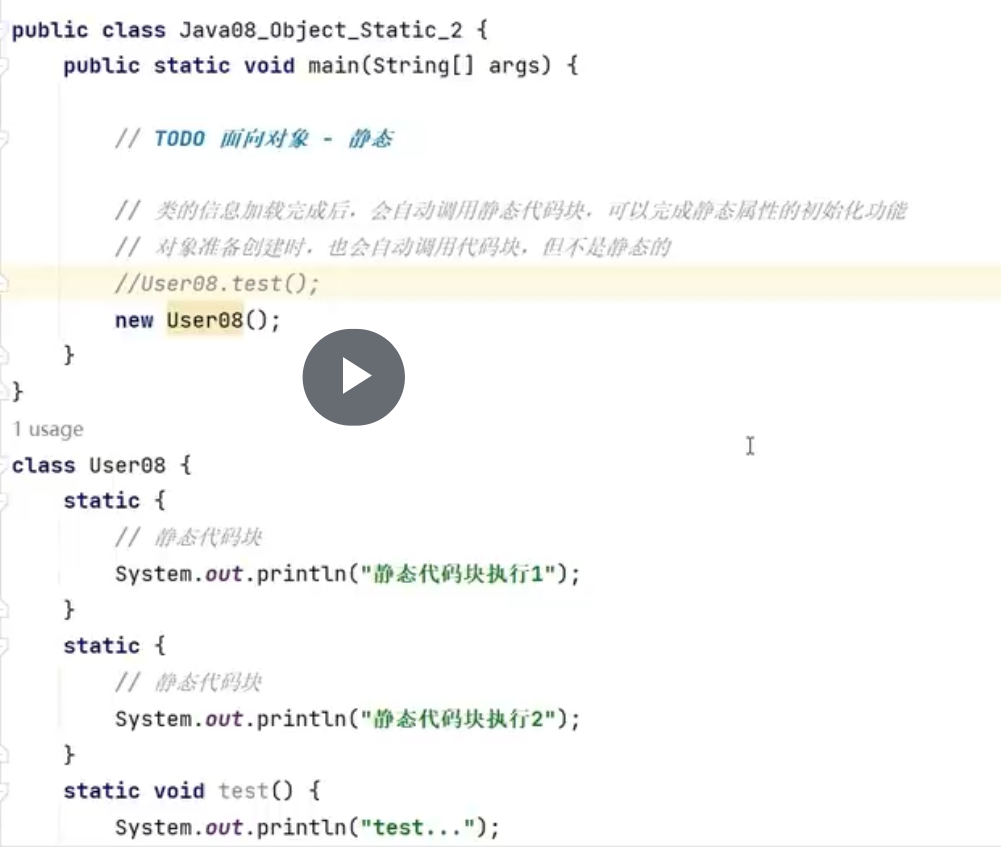 public class Java08_Object_Static_2 {
public static void main(String[] args) {
// TODO 面向对象 - 静态
// 类的信息加载完成后，会自动调用静态代码块，可以完成静态属性的初始化功能
// 对象准备创建时，也会自动调用代码块，但不是静态的
//User08.test();
new User08();
}
}
1 usage
class User08 {
static {
// 静态代码块
System.out.println("静态代码块执行1");
}
static {
// 静态代码块
System.out.println("静态代码块执行2");
}
static void test() {
System.out.println("test...");